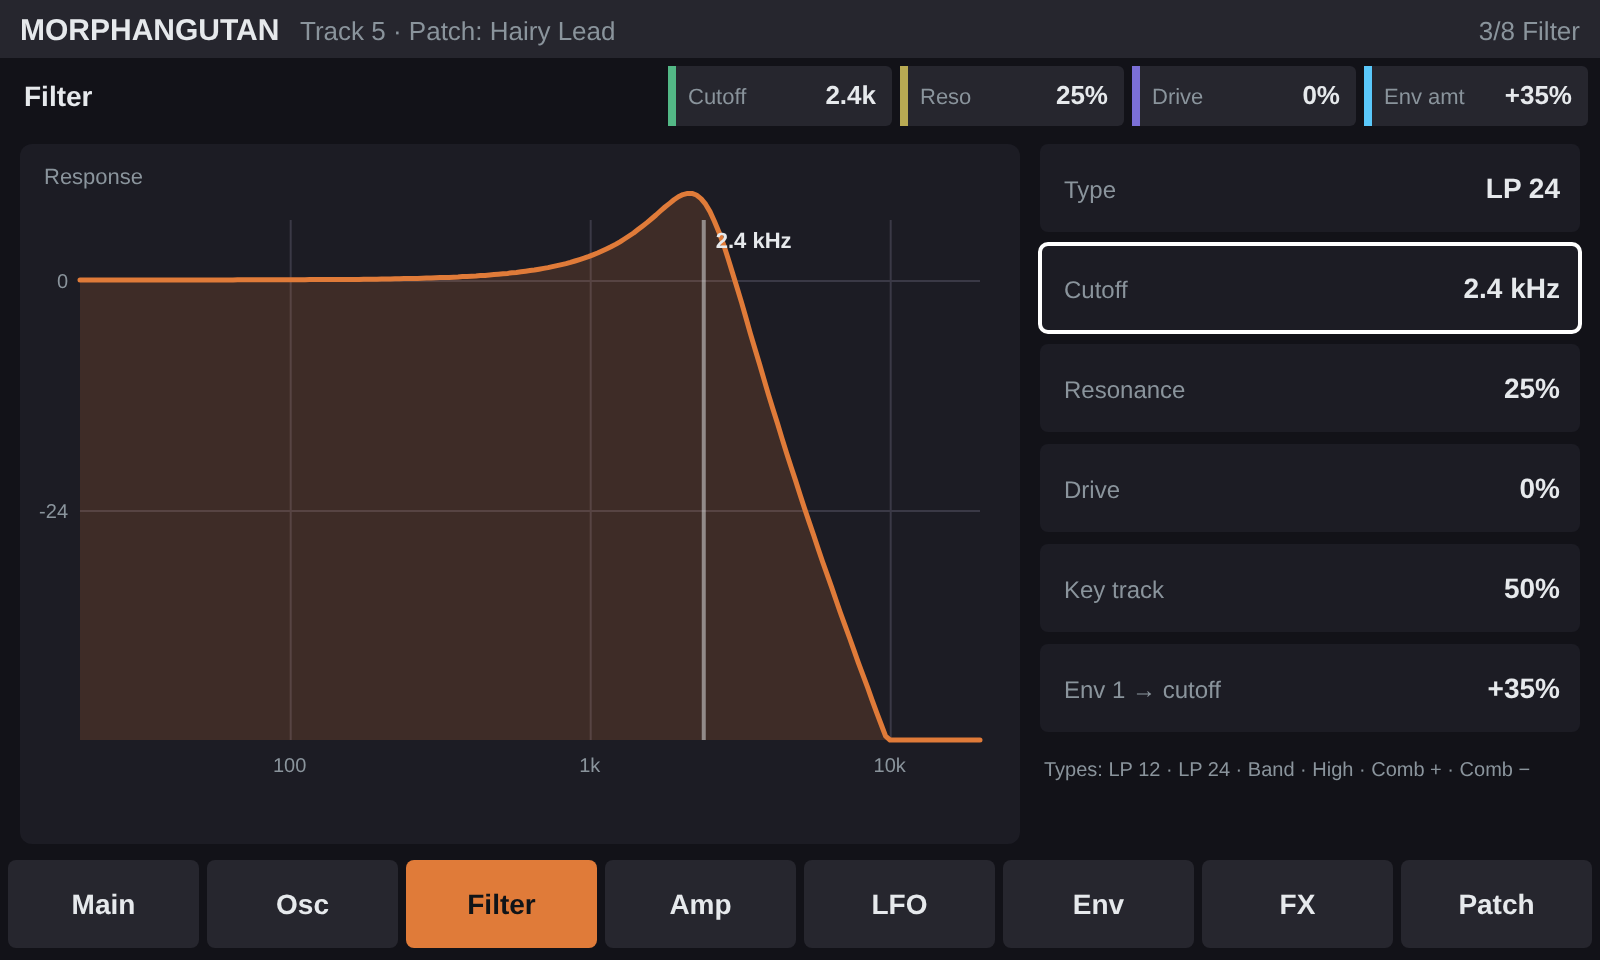 MORPHANGUTAN Track 5 · Patch: Hairy Lead 3/8 Filter
Filter Cutoff 2.4k Reso 25% Drive 0% Env amt +35%
Response
2.4 kHz
0
-24
100 1k 10k
Type LP 24
Cutoff 2.4 kHz
Resonance 25%
Drive 0%
Key track 50%
Env 1 → cutoff +35%
Types: LP 12 · LP 24 · Band · High · Comb + · Comb −
Main Osc Filter Amp LFO Env FX Patch